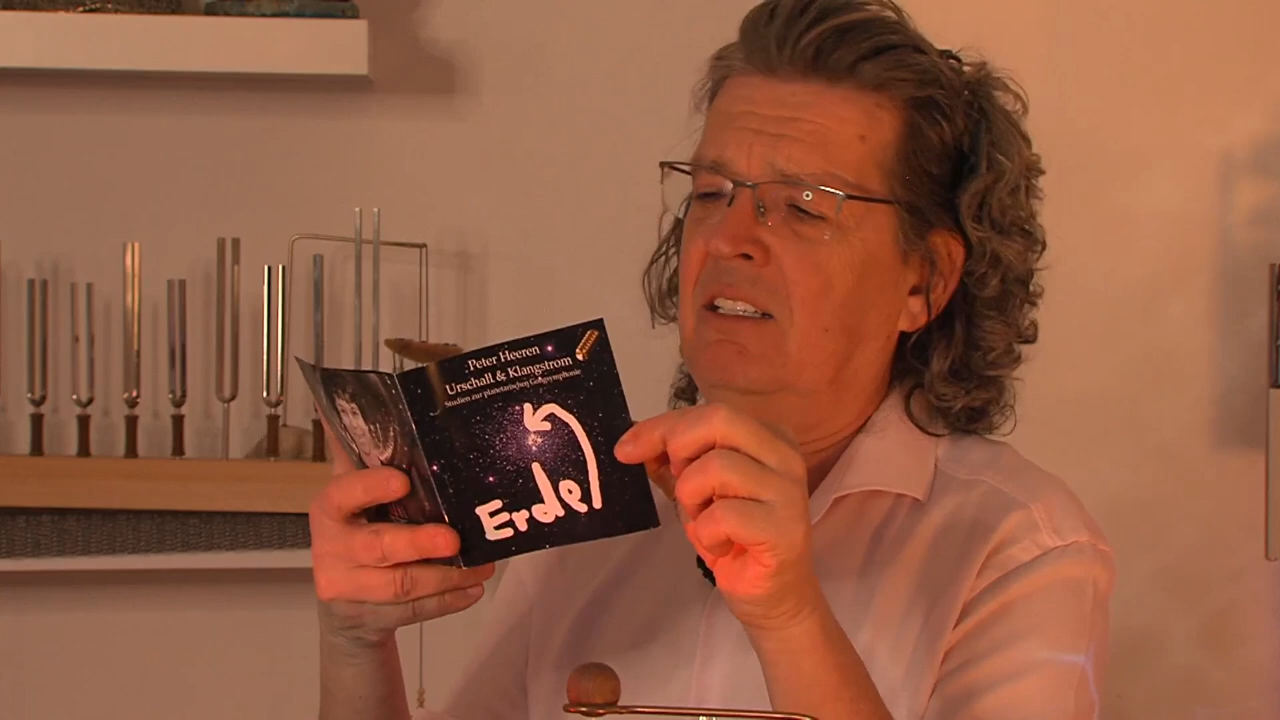 Peter Heeren
Urschall & Klangstrom
Studien zur planetarischen Gongsymphonie
Erde